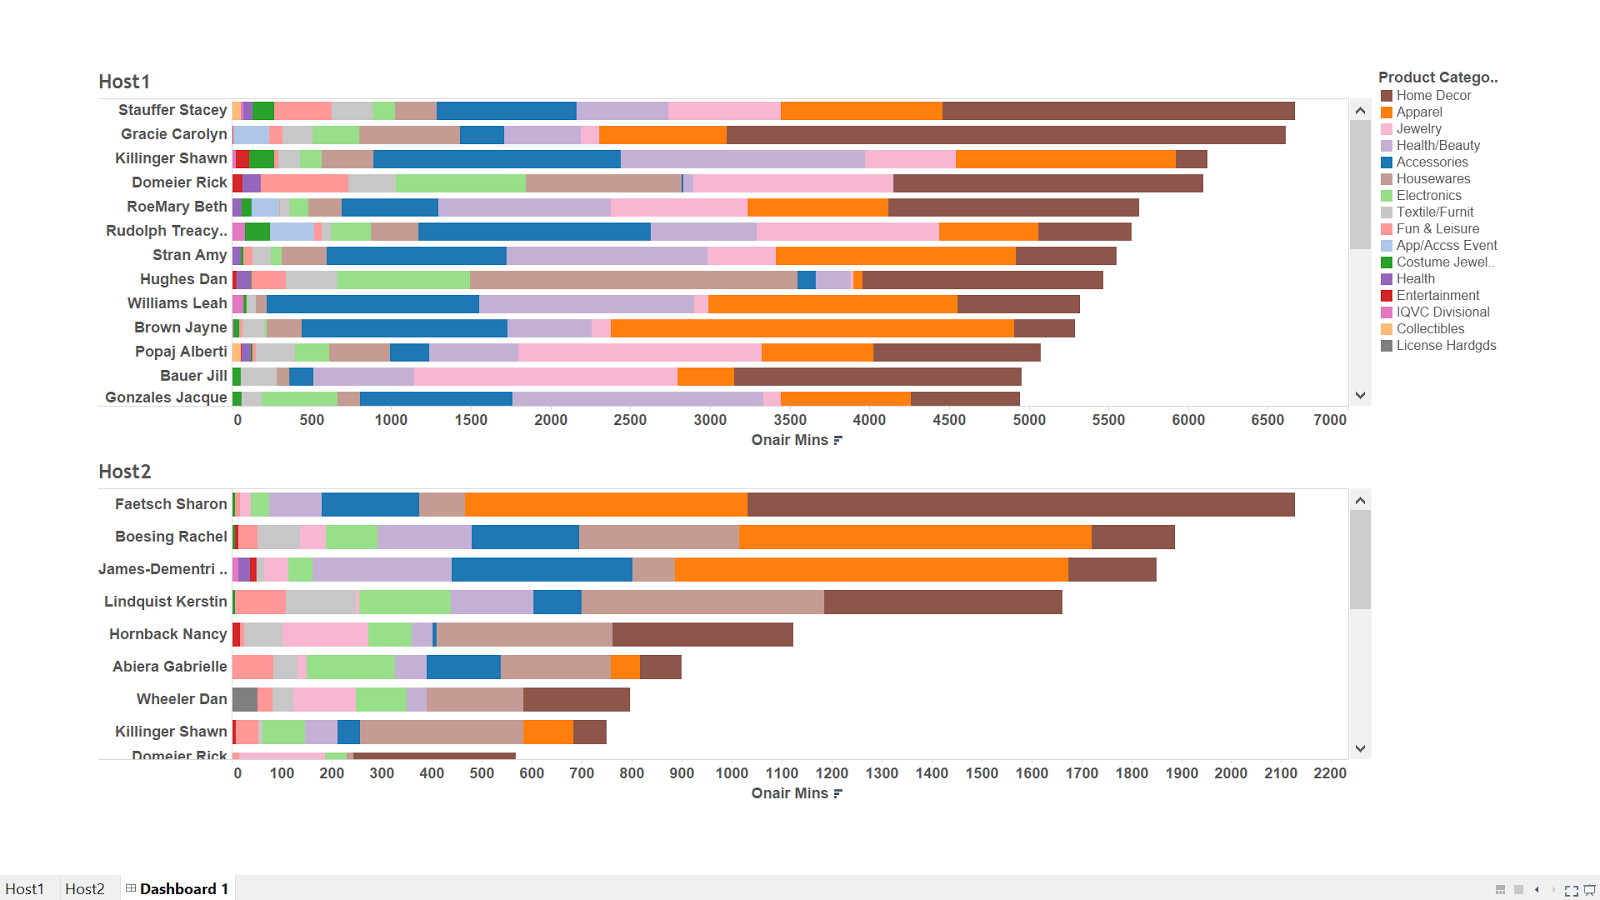 Host1
Product Catego..
Stauffer Stacey
Gracie Carolyn
Killinger Shawn
Domeier Rick
RoeMary Beth
Rudolph Treacy..
Stran Amy
Hughes Dan
Williams Leah
Brown Jayne
Popaj Alberti
Bauer Jill
Gonzales Jacque
0 500 1000 1500 2000 2500 3000 3500 4000 4500 5000 5500 6000 6500 7000
Onair Mins
Home Decor
Apparel
Jewelry
Health/Beauty
Accessories
Housewares
Electronics
Textile/Furnit
Fun & Leisure
App/Accss Event
Costume Jewel..
Health
Entertainment
IQVC Divisional
Collectibles
License Hardgds
Host2
Faetsch Sharon
Boesing Rachel
James-Dementri ..
Lindquist Kerstin
Hornback Nancy
Abiera Gabrielle
Wheeler Dan
Killinger Shawn
Domeier Rick
0 100 200 300 400 500 600 700 800 900 1000 1100 1200 1300 1400 1500 1600 1700 1800 1900 2000 2100 2200
Onair Mins
Host1 Host2 Dashboard 1